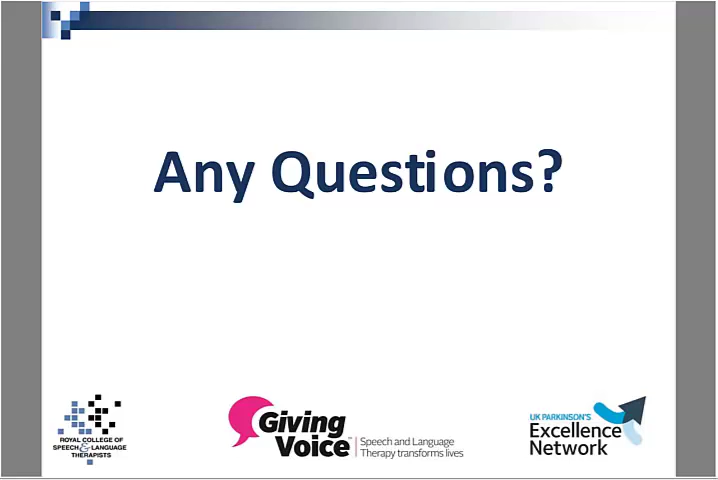 Any Questions?
ROYAL COLLEGE OF
SPEECH & LANGUAGE
THERAPISTS
Giving
Voice™
Speech and Language
Therapy transforms lives
UK PARKINSON'S
Excellence
Network